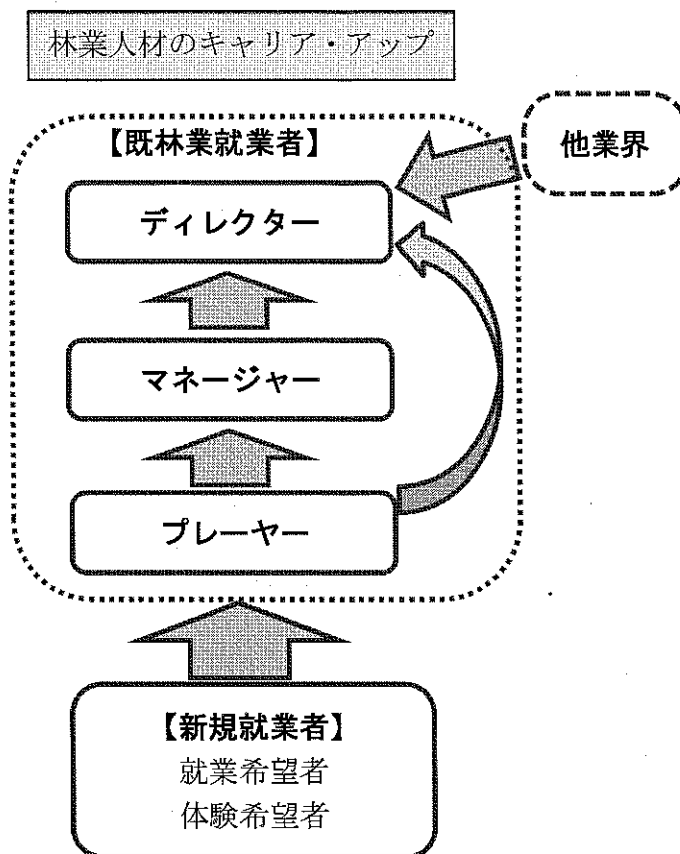 林業人材のキャリア・アップ
【既林業就業者】
他業界
ディレクター
マネージャー
プレーヤー
【新規就業者】
就業希望者
体験希望者